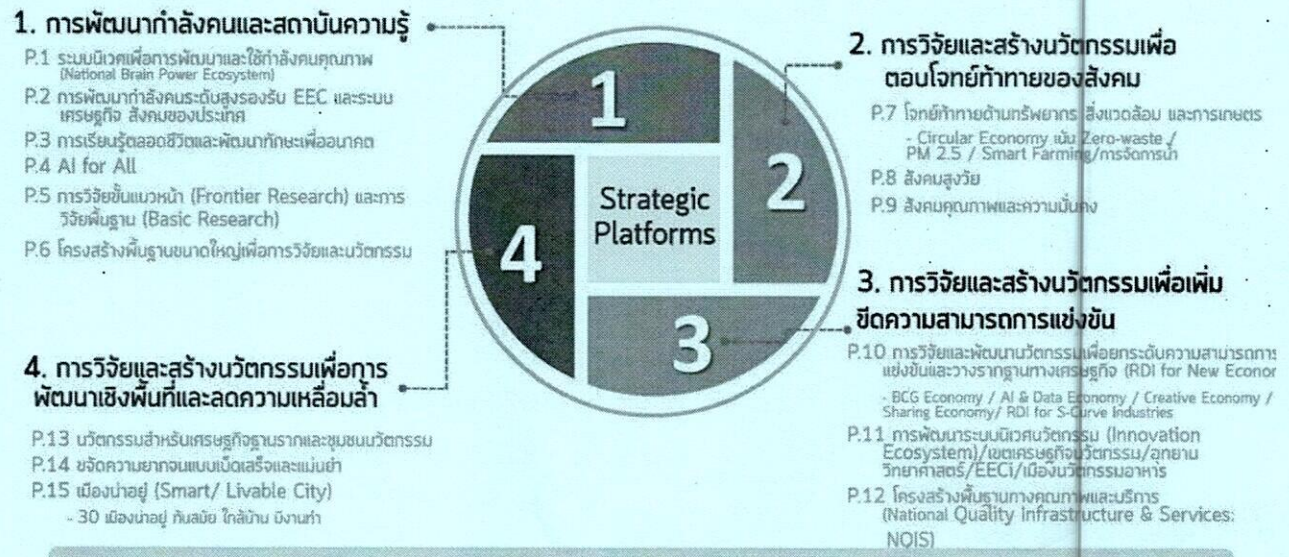 1. การพัฒนากำลังคนและสถาบันความรู้
P.1 ระบบนิเวศเพื่อการพัฒนาและใช้กำลังคนคุณภาพ
(National Brain Power Ecosystem)
P.2 การพัฒนากำลังคนระดับสูงรองรับ EEC และระบบ
เศรษฐกิจ สังคมของประเทศ
P.3 การเรียนรู้ตลอดชีวิตและพัฒนาทักษะเพื่ออนาคต
P.4 AI for All
P.5 การวิจัยขั้นแนวหน้า (Frontier Research) และการ
วิจัยพื้นฐาน (Basic Research)
P.6 โครงสร้างพื้นฐานขนาดใหญ่เพื่อการวิจัยและนวัตกรรม
1
2
3
4
Strategic
Platforms
2. การวิจัยและสร้างนวัตกรรมเพื่อ
ตอบโจทย์ท้าทายของสังคม
P.7 โจทย์ท้าทายด้านทรัพยากร สิ่งแวดล้อม และการเกษตร
- Circular Economy เน้น Zero-waste /
PM 2.5 / Smart Farming/การจัดการน้ำ
P.8 สังคมสูงวัย
P.9 สังคมคุณภาพและความมั่นคง
3. การวิจัยและสร้างนวัตกรรมเพื่อเพิ่ม
ขีดความสามารถการแข่งขัน
P.10 การวิจัยและพัฒนานวัตกรรมเพื่อยกระดับความสามารถการ
แข่งขันและวางรากฐานทางเศรษฐกิจ (RDI for New Econor
- BCG Economy / AI & Data Economy / Creative Economy /
Sharing Economy/ RDI for S-Curve Industries
P.11 การพัฒนาระบบนิเวศนวัตกรรม (Innovation
Ecosystem)/เขตเศรษฐกิจนวัตกรรม/อุทยาน
วิทยาศาสตร์/EECi/เมืองนวัตกรรมอาหาร
P.12 โครงสร้างพื้นฐานทางคุณภาพและบริการ
(National Quality Infrastructure & Services:
NQIS)
4. การวิจัยและสร้างนวัตกรรมเพื่อการ
พัฒนาเชิงพื้นที่และลดความเหลื่อมล้ำ
P.13 นวัตกรรมสำหรับเศรษฐกิจฐานรากและชุมชนนวัตกรรม
P.14 ขจัดความยากจนแบบเบ็ดเสร็จและแม่นยำ
P.15 เมืองน่าอยู่ (Smart/ Livable City)
- 30 เมืองน่าอยู่ ทันสมัย ใกล้บ้าน มีงานทำ